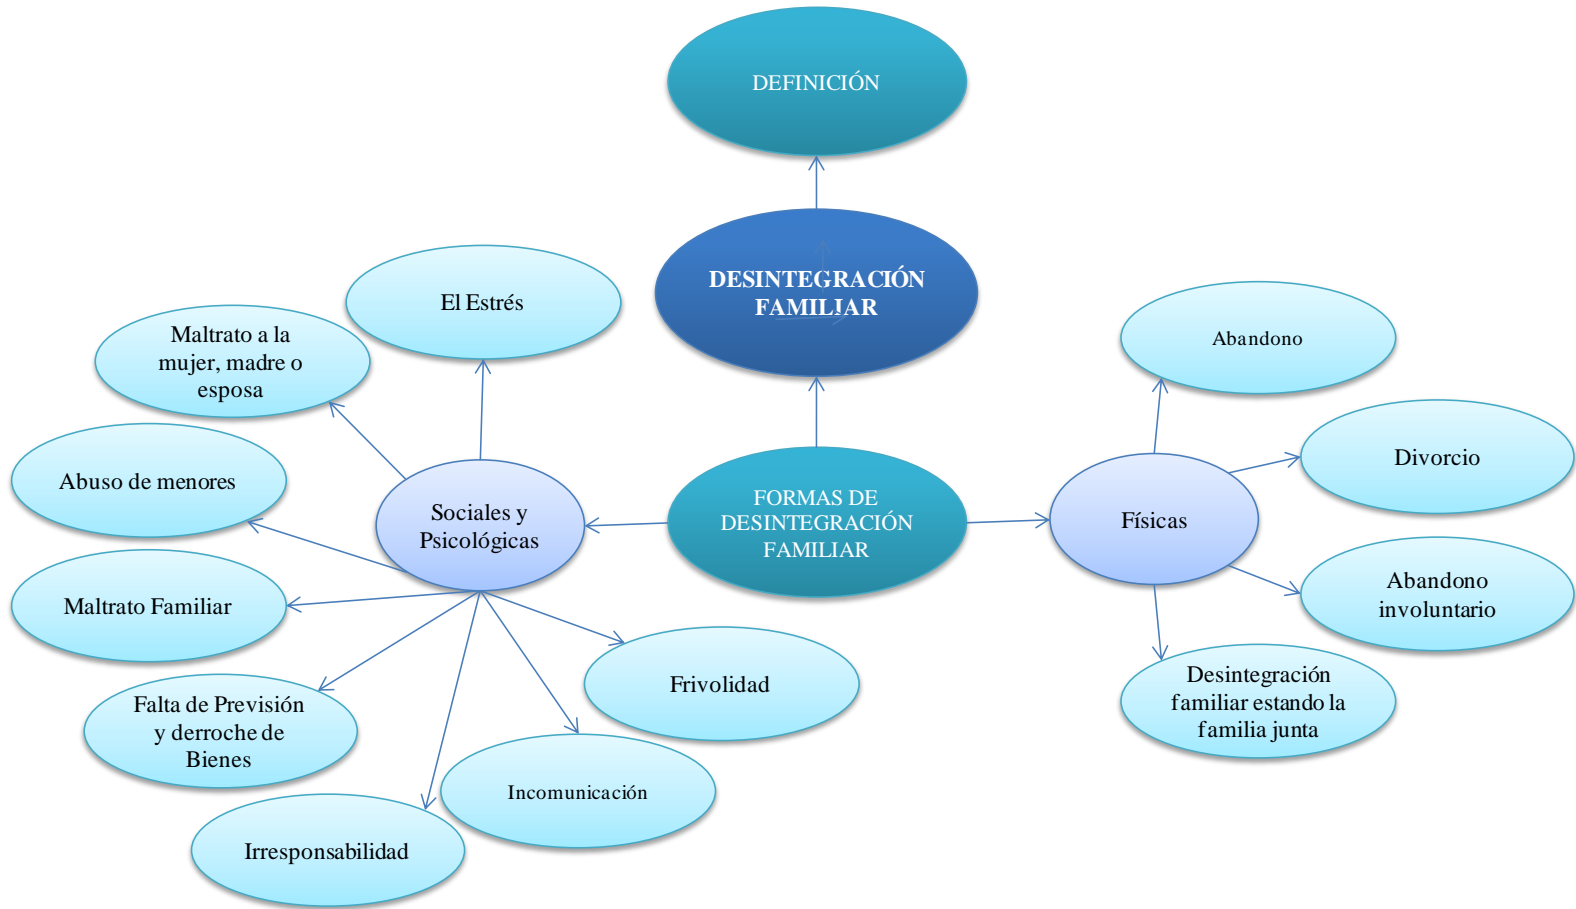 DEFINICIÓN
DESINTEGRACIÓN
FAMILIAR
El Estrés
Maltrato a la
mujer, madre o
esposa
Abuso de menores
Maltrato Familiar
Falta de Previsión
y derroche de
Bienes
Irresponsabilidad
Incomunicación
Frivolidad
Sociales y
Psicológicas
FORMAS DE
DESINTEGRACIÓN
FAMILIAR
Físicas
Abandono
Divorcio
Abandono
involuntario
Desintegración
familiar estando la
familia junta